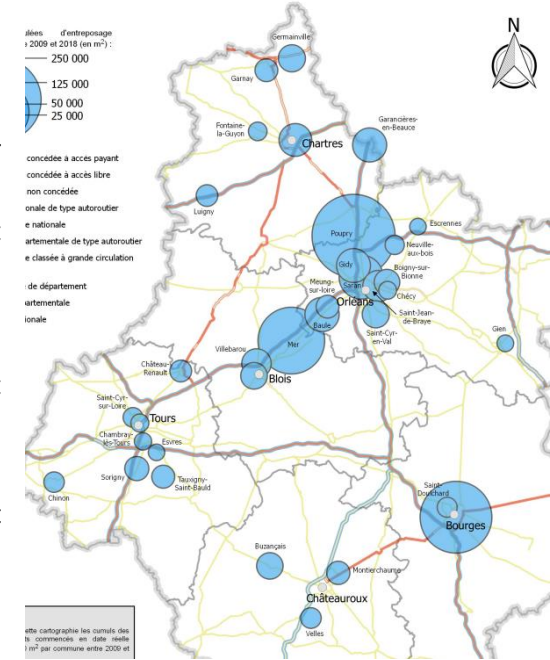 ulées d'entreposage
e 2009 et 2018 (en m²) :
250 000
125 000
50 000
25 000
concédée à accès payant
concédée à accès libre
non concédée
onale de type autoroutier
e nationale
artementale de type autoroutier
e classée à grande circulation
e de département
partementale
ionale
N
Germainville
Garnay
Fontaine-
la-Guyon
Chartres
Garancières-
en-Beauce
Luigny
Poupry
Escrennes
Neuville-
aux-bois
Gidy
Boigny-sur-
Bionne
Saran
Meung-
sur-loire
Chécy
Orléans
Baule
Saint-Jean-
de-Braye
Saint-Cyr-
en-Val
Mer
Gien
Villebarou
Château-
Renault
Blois
Saint-Cyr-
sur-Loire
Tours
Chambray-
lès-Tours
Esvres
Sorigny
Tauxigny-
Saint-Bauld
Chinon
Saint-
Doulchard
Bourges
Buzançais
Montierchaume
Châteauroux
Velles
ette cartographie les cumuls des
ts commencés en date réelle
0 m² par commune entre 2009 et